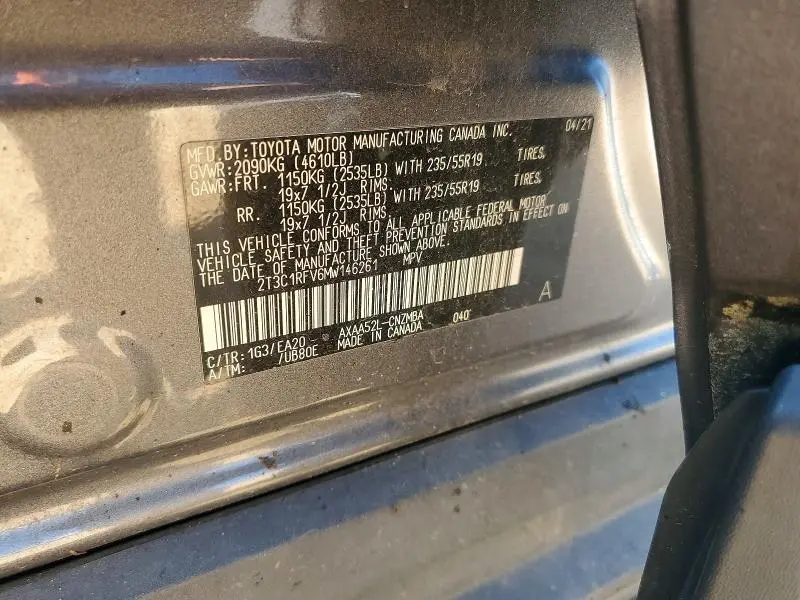 MFD.BY:TOYOTA MOTOR MANUFACTURING CANADA INC. 04/21
GVWR:2090KG (4610LB)
GAWR:FRT. 1150KG (2535LB) WITH 235/55R19 TIRES,
19x7 1/2J RIMS.
RR. 1150KG (2535LB) WITH 235/55R19 TIRES,
19x7 1/2J RIMS.
THIS VEHICLE CONFORMS TO ALL APPLICABLE FEDERAL MOTOR
VEHICLE SAFETY AND THEFT PREVENTION STANDARDS IN EFFECT ON
THE DATE OF MANUFACTURE SHOWN ABOVE.
2T3C1RFV6MW146261 MPV
A
C/TR:1G3/EA20 AXAA52L-CNZMBA 040
A/TM: /UB80E MADE IN CANADA